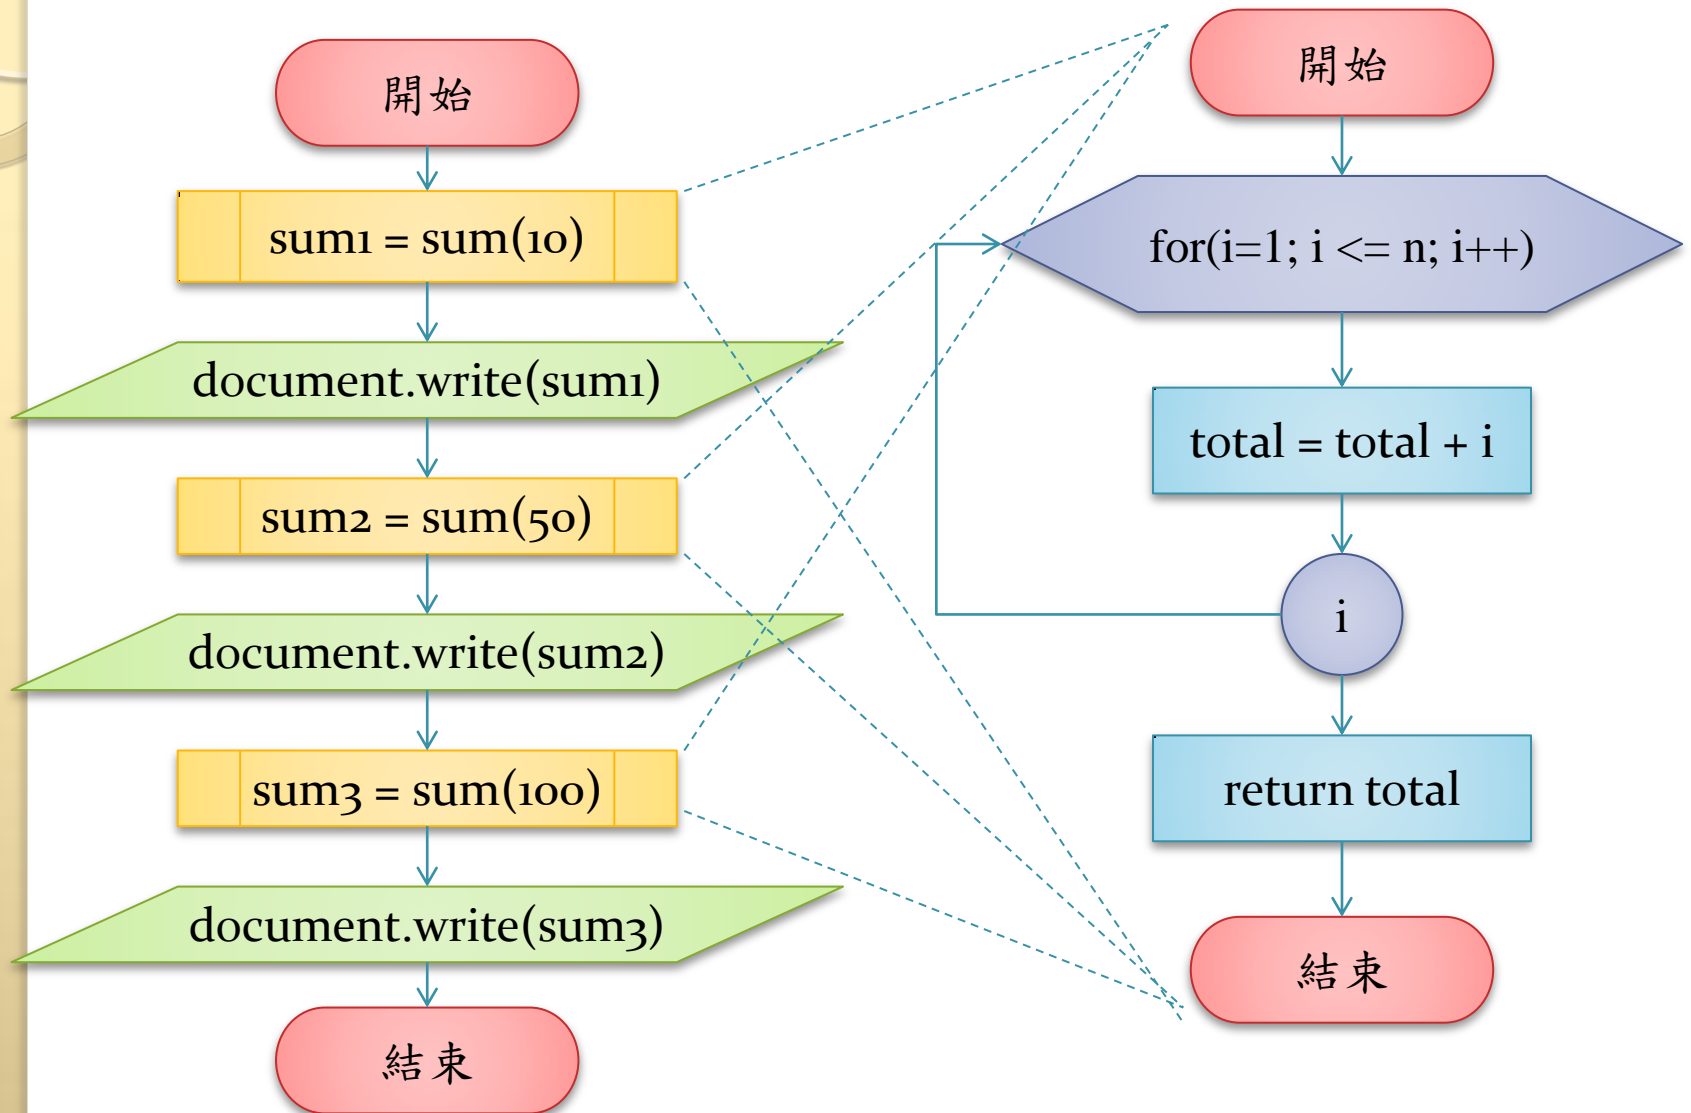 開始
sum1 = sum(10)
document.write(sum1)
sum2 = sum(50)
document.write(sum2)
sum3 = sum(100)
document.write(sum3)
結束
開始
for(i=1; i <= n; i++)
total = total + i
i
return total
結束